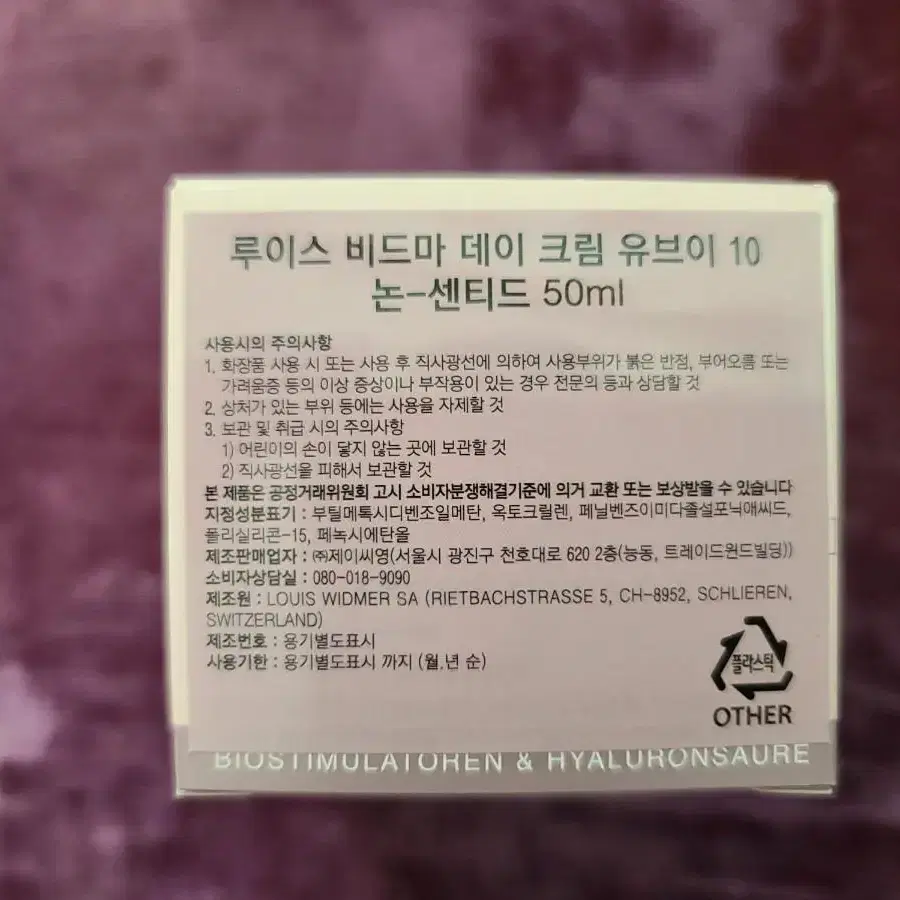 루이스 비드마 데이 크림 유브이 10
논-센티드 50ml
사용시의 주의사항
1. 화장품 사용 시 또는 사용 후 직사광선에 의하여 사용부위가 붉은 반점, 부어오름 또는
가려움증 등의 이상 증상이나 부작용이 있는 경우 전문의 등과 상담할 것
2. 상처가 있는 부위 등에는 사용을 자제할 것
3. 보관 및 취급 시의 주의사항
1) 어린이의 손이 닿지 않는 곳에 보관할 것
2) 직사광선을 피해서 보관할 것
본 제품은 공정거래위원회 고시 소비자분쟁해결기준에 의거 교환 또는 보상받을 수 있습니다
지정성분표기 : 부틸메톡시디벤조일메탄, 옥토크릴렌, 페닐벤즈이미다졸설포닉애씨드,
폴리실리콘-15, 페녹시에탄올
제조판매업자 : ㈜제이씨영(서울시 광진구 천호대로 620 2층(능동, 트레이드윈드빌딩))
소비자상담실 : 080-018-9090
제조원 : LOUIS WIDMER SA (RIETBACHSTRASSE 5, CH-8952, SCHLIEREN,
SWITZERLAND)
제조번호 : 용기별도표시
사용기한 : 용기별도표시 까지 (월,년 순)
플라스틱
OTHER
BIOSTIMULATOREN & HYALURONSÄURE